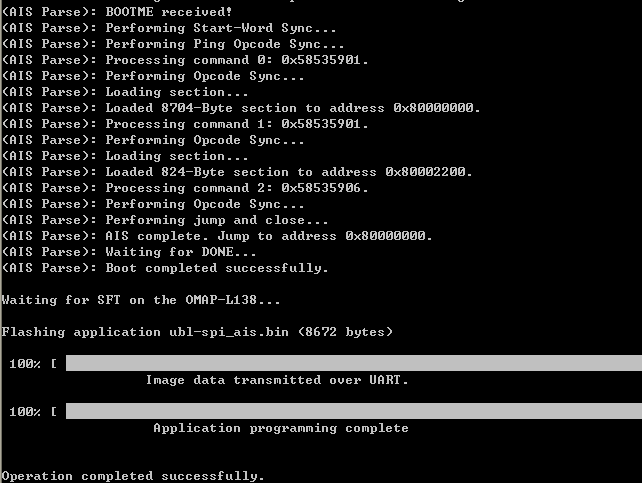 (AIS Parse): BOOTME received!
(AIS Parse): Performing Start-Word Sync...
(AIS Parse): Performing Ping Opcode Sync...
(AIS Parse): Processing command 0: 0x58535901.
(AIS Parse): Performing Opcode Sync...
(AIS Parse): Loading section...
(AIS Parse): Loaded 8704-Byte section to address 0x80000000.
(AIS Parse): Processing command 1: 0x58535901.
(AIS Parse): Performing Opcode Sync...
(AIS Parse): Loading section...
(AIS Parse): Loaded 824-Byte section to address 0x80002200.
(AIS Parse): Processing command 2: 0x58535906.
(AIS Parse): Performing Opcode Sync...
(AIS Parse): Performing jump and close...
(AIS Parse): AIS complete. Jump to address 0x80000000.
(AIS Parse): Waiting for DONE...
(AIS Parse): Boot completed successfully.
Waiting for SFT on the OMAP-L138...
Flashing application ubl-spi_ais.bin (8672 bytes)
100% [
Image data transmitted over UART.
100% [
Application programming complete
Operation completed successfully.